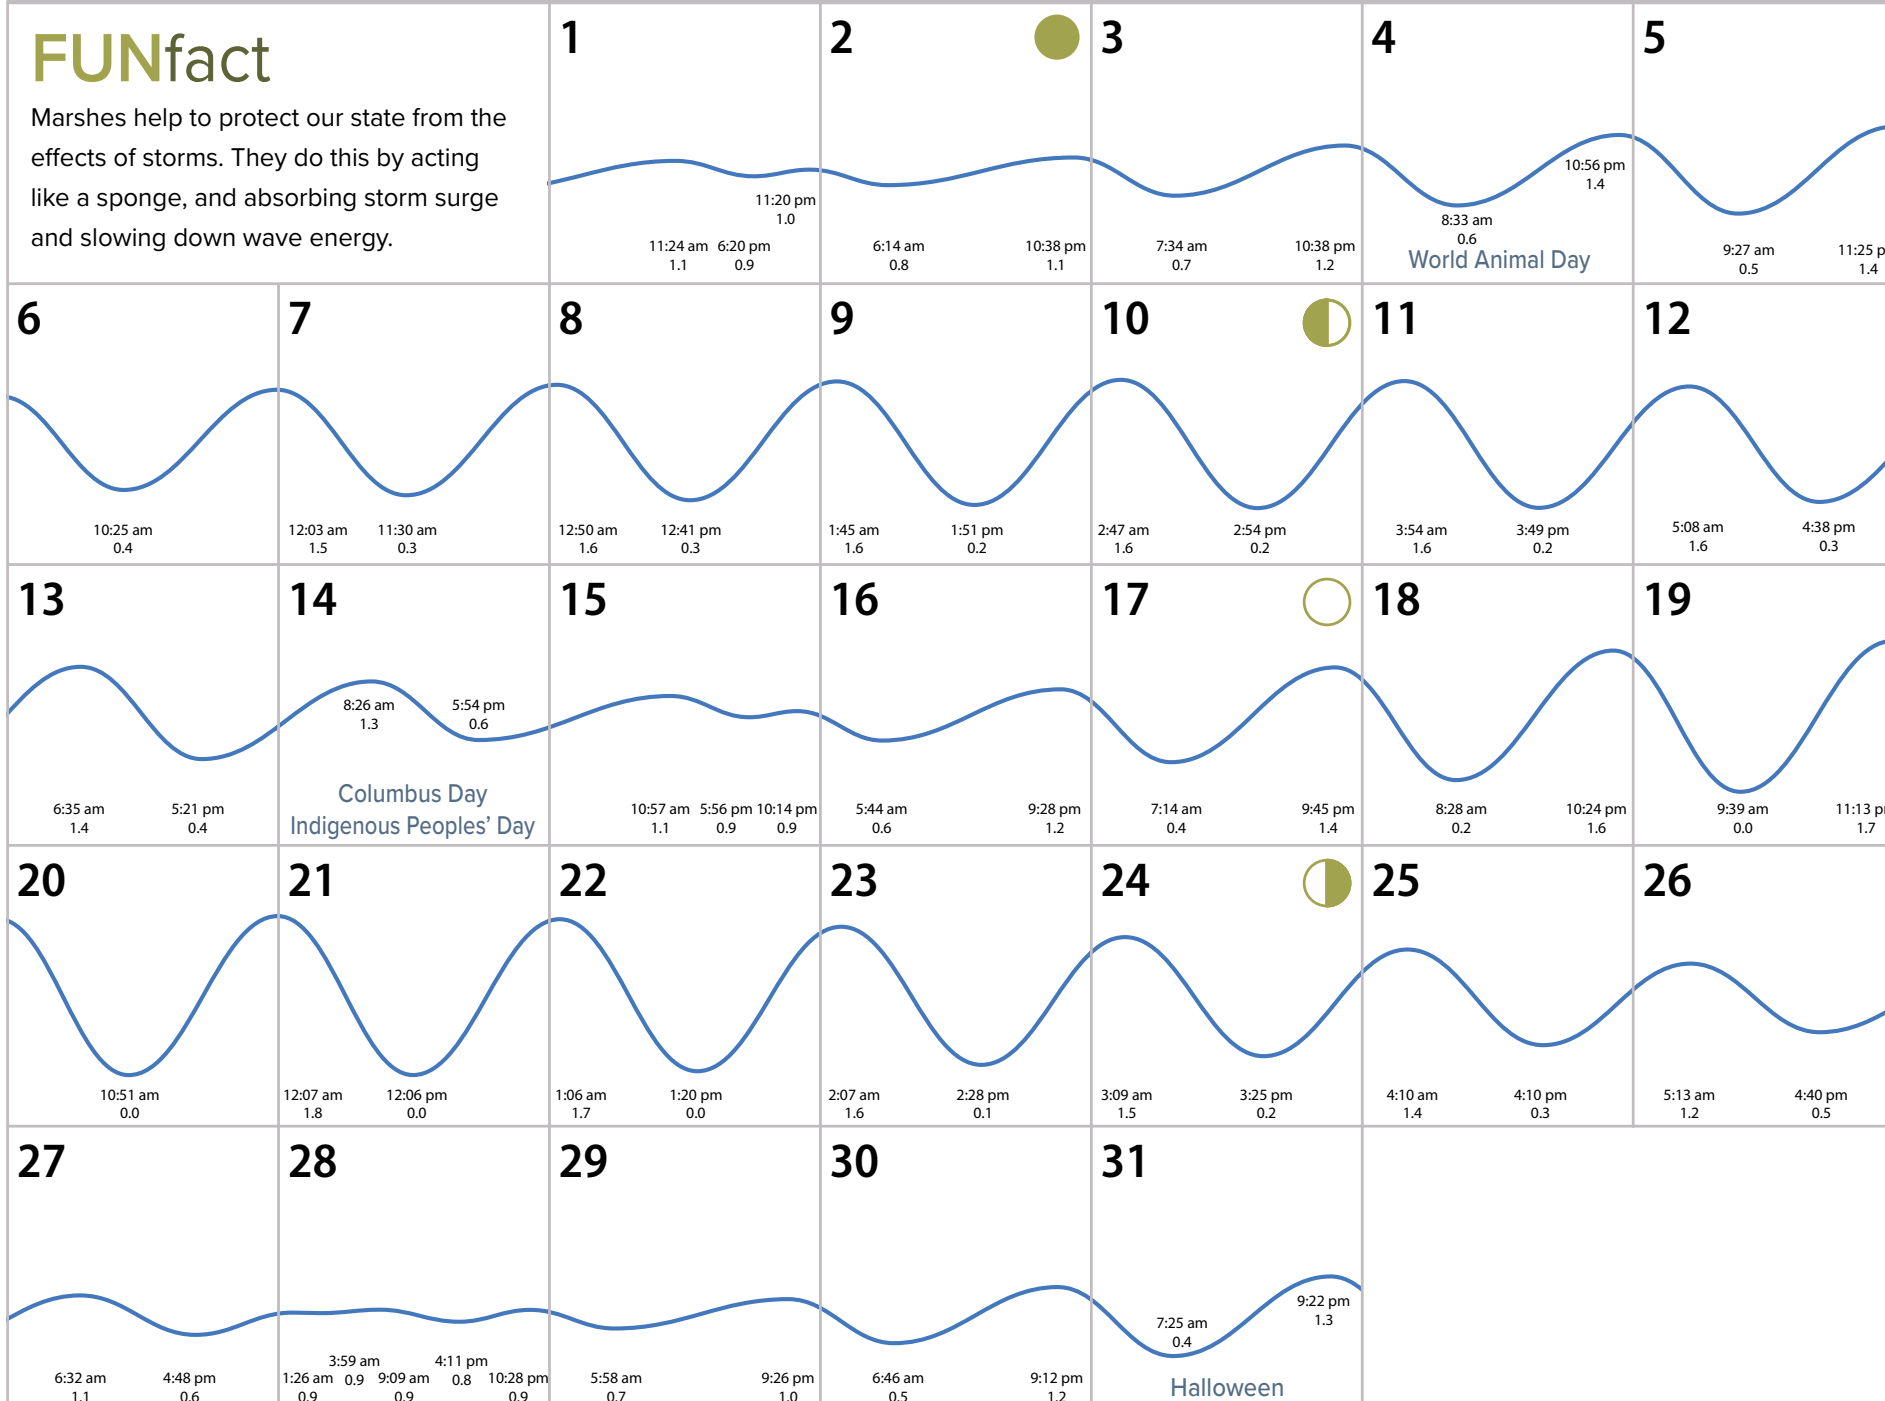 FUNfact
Marshes help to protect our state from the
effects of storms. They do this by acting
like a sponge, and absorbing storm surge
and slowing down wave energy.
1
11:20 pm
1.0
11:24 am 6:20 pm
1.1 0.9
2
6:14 am 10:38 pm
0.8 1.1
3
7:34 am 10:38 pm
0.7 1.2
4
10:56 pm
1.4
8:33 am
0.6
World Animal Day
5
9:27 am 11:25 p
0.5 1.4
6
10:25 am
0.4
7
12:03 am 11:30 am
1.5 0.3
8
12:50 am 12:41 pm
1.6 0.3
9
1:45 am 1:51 pm
1.6 0.2
10
2:47 am 2:54 pm
1.6 0.2
11
3:54 am 3:49 pm
1.6 0.2
12
5:08 am 4:38 pm
1.6 0.3
13
6:35 am 5:21 pm
1.4 0.4
14
8:26 am 5:54 pm
1.3 0.6
Columbus Day
Indigenous Peoples’ Day
15
10:57 am 5:56 pm 10:14 pm
1.1 0.9 0.9
16
5:44 am 9:28 pm
0.6 1.2
17
7:14 am 9:45 pm
0.4 1.4
18
8:28 am 10:24 pm
0.2 1.6
19
9:39 am 11:13 p
0.0 1.7
20
10:51 am
0.0
21
12:07 am 12:06 pm
1.8 0.0
22
1:06 am 1:20 pm
1.7 0.0
23
2:07 am 2:28 pm
1.6 0.1
24
3:09 am 3:25 pm
1.5 0.2
25
4:10 am 4:10 pm
1.4 0.3
26
5:13 am 4:40 pm
1.2 0.5
27
6:32 am 4:48 pm
1.1 0.6
28
3:59 am 4:11 pm
1:26 am 0.9 9:09 am 0.8 10:28 pm
0.9 0.9 0.9
29
5:58 am 9:26 pm
0.7 1.0
30
6:46 am 9:12 pm
0.5 1.2
31
9:22 pm
1.3
7:25 am
0.4
Halloween